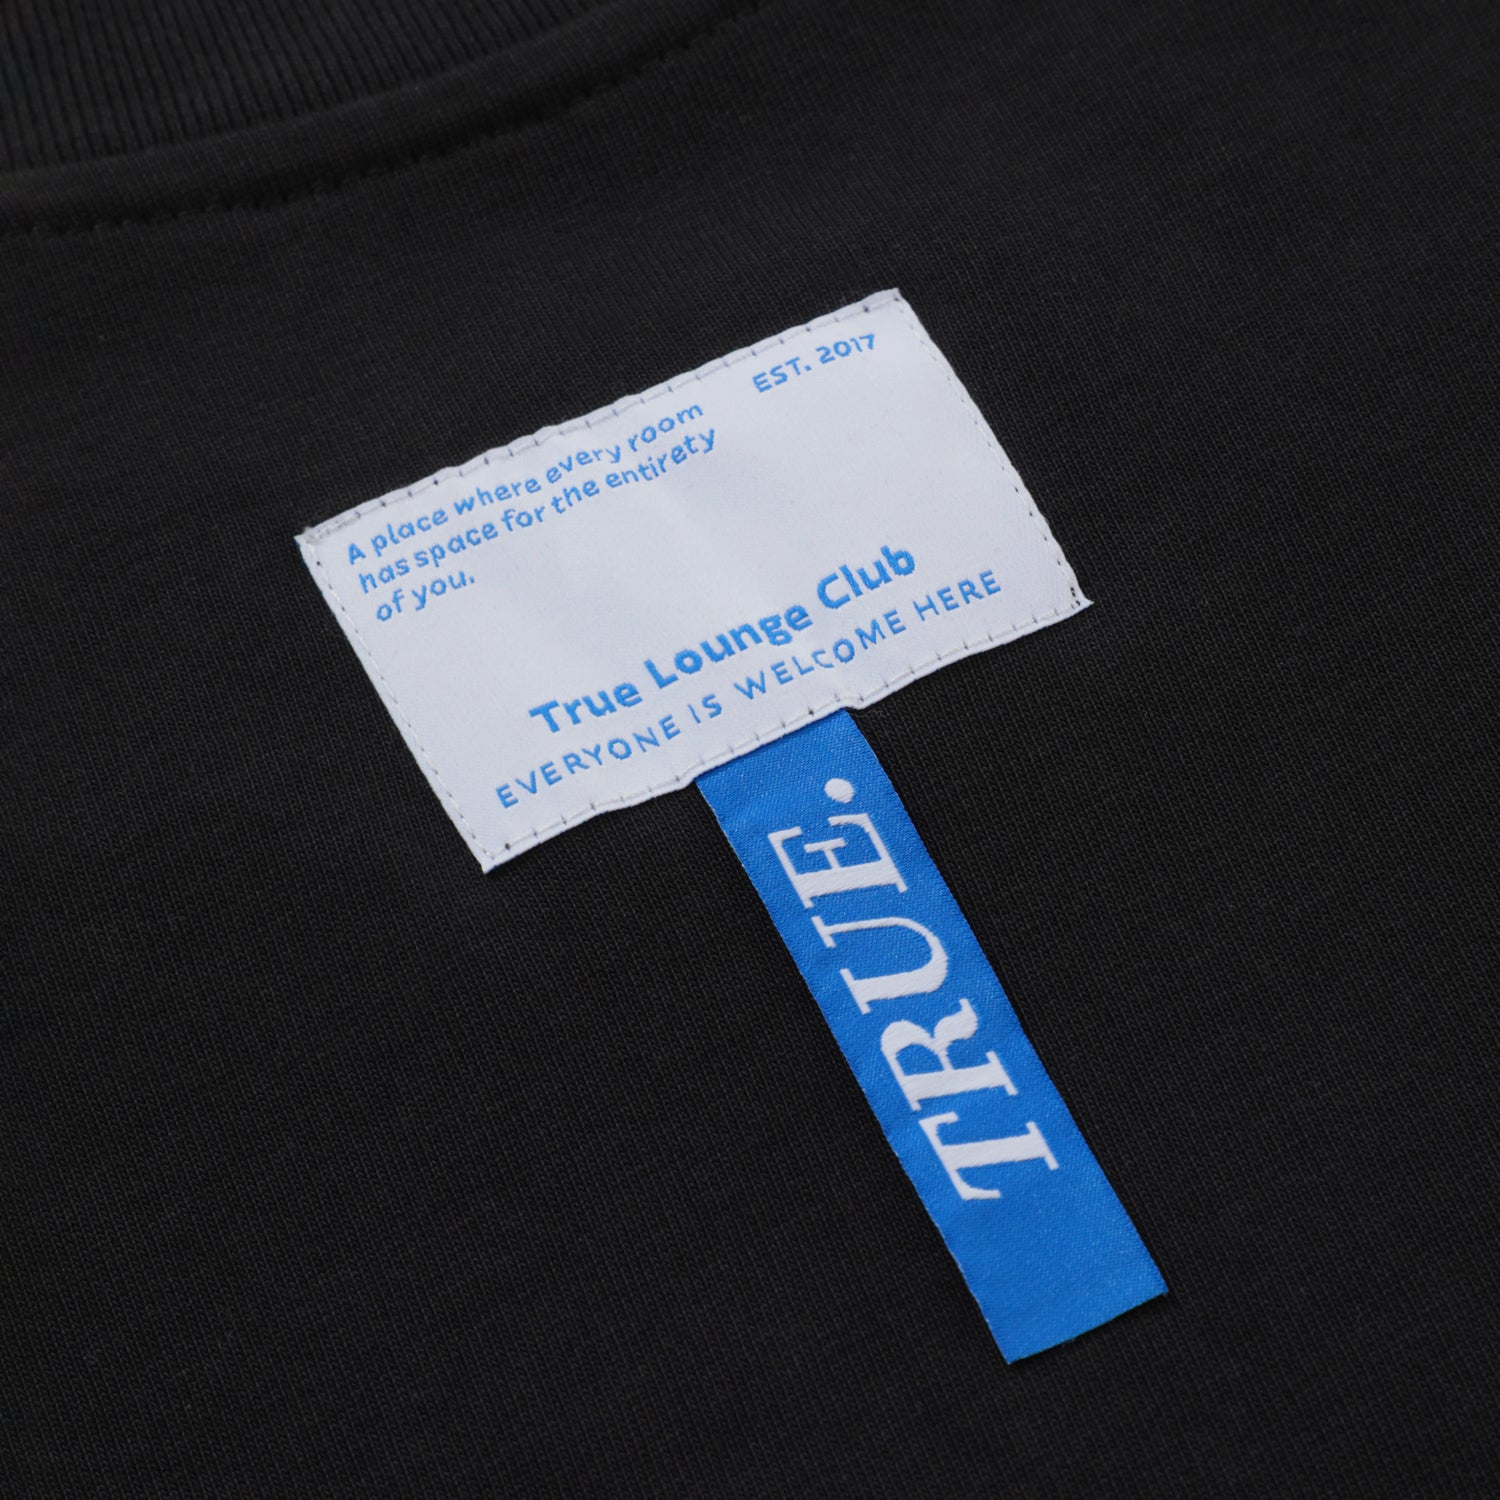 EST. 2017
A place where every room
has space for the entirety
of you.
True Lounge Club
EVERYONE IS WELCOME HERE
TRUE.